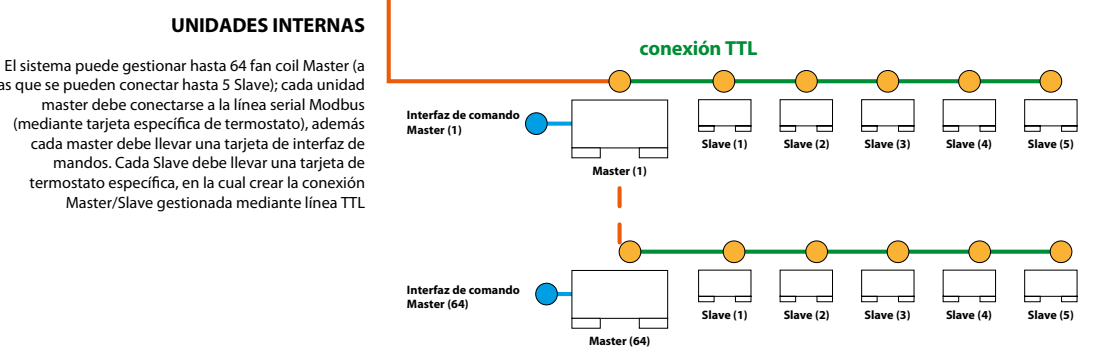 UNIDADES INTERNAS
El sistema puede gestionar hasta 64 fan coil Master (a
que se pueden conectar hasta 5 Slave); cada unidad
master debe conectarse a la línea serial Modbus
(mediante tarjeta específica de termostato), además
cada master debe llevar una tarjeta de interfaz de
mandos. Cada Slave debe llevar una tarjeta de
termostato específica, en la cual crear la conexión
Master/Slave gestionada mediante línea TTL
conexión TTL
Interfaz de comando
Master (1)
Master (1)
Slave (1)
Slave (2)
Slave (3)
Slave (4)
Slave (5)
Interfaz de comando
Master (64)
Master (64)
Slave (1)
Slave (2)
Slave (3)
Slave (4)
Slave (5)